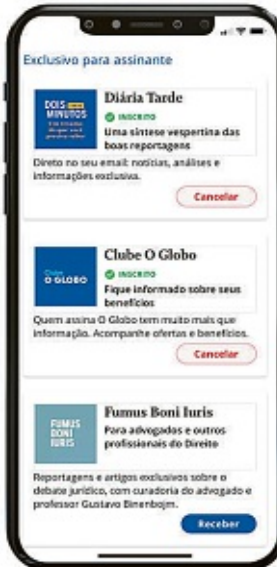 Exclusivo para assinante
DOIS
MINUTOS
Diária Tarde
INSCRITO
Uma síntese vespertina das
boas reportagens
Direto no seu email: notícias, análises e
informações exclusiva.
Cancelar
Clube
O GLOBO
Clube O Globo
INSCRITO
Fique informado sobre seus
benefícios
Quem assina O Globo tem muito mais que
informação. Acompanhe ofertas e benefícios.
Cancelar
FUMUS
BONI
IURIS
Fumus Boni Iuris
Para advogados e outros
profissionais do Direito
Reportagens e artigos exclusivos sobre o
debate jurídico, com curadoria do advogado e
professor Gustavo Binenbojm.
Receber